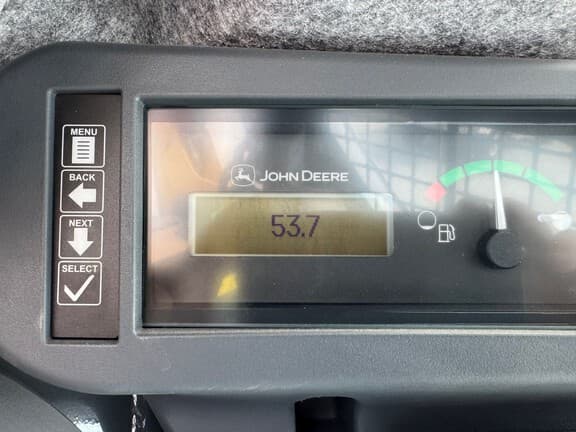 MENU
BACK
NEXT
SELECT
JOHN DEERE
53.7